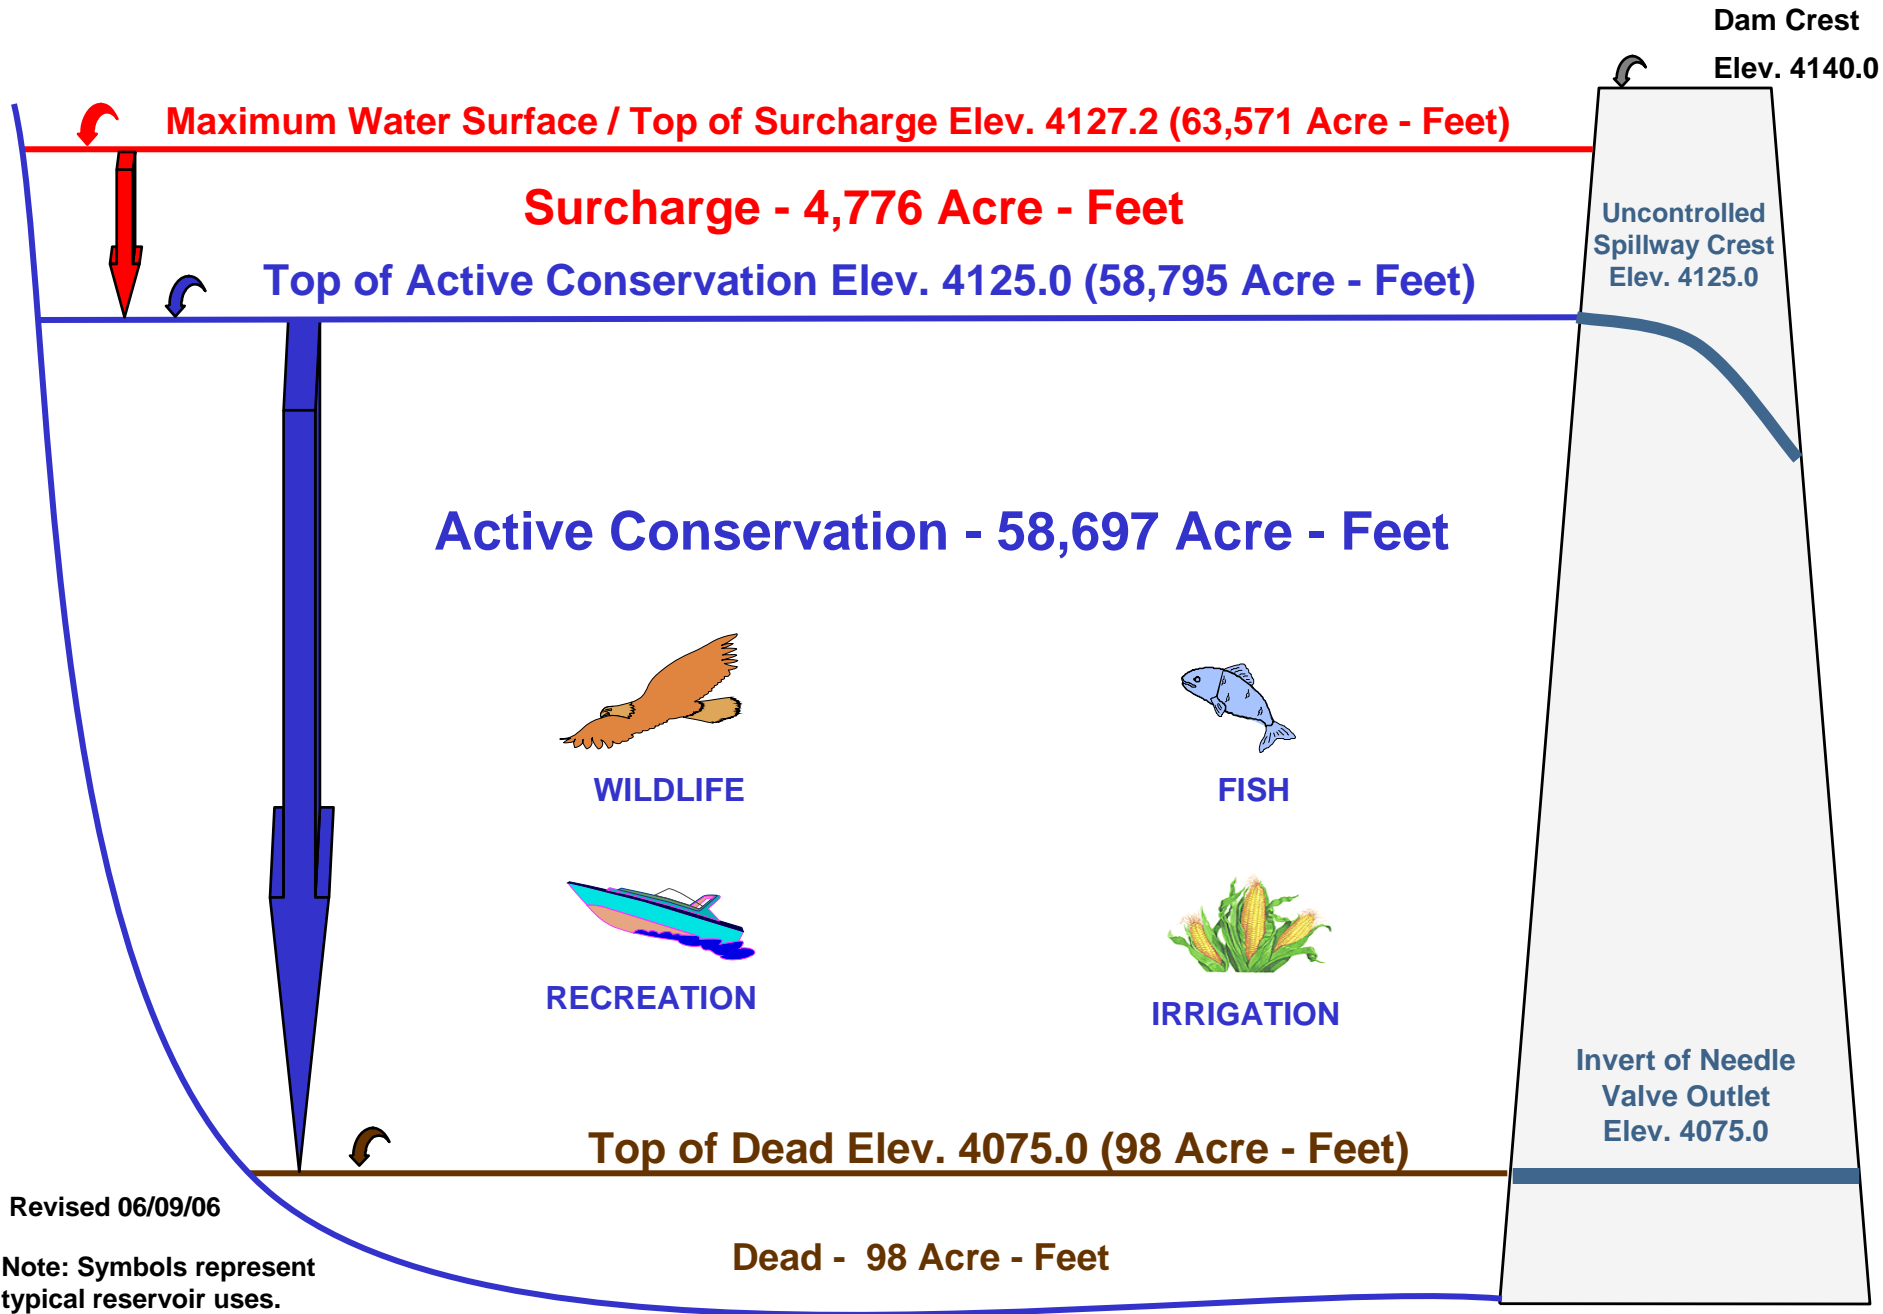 Dam Crest
Elev. 4140.0
Maximum Water Surface / Top of Surcharge Elev. 4127.2 (63,571 Acre - Feet)
Surcharge - 4,776 Acre - Feet
Uncontrolled
Spillway Crest
Elev. 4125.0
Top of Active Conservation Elev. 4125.0 (58,795 Acre - Feet)
Active Conservation - 58,697 Acre - Feet
WILDLIFE
FISH
RECREATION
IRRIGATION
Invert of Needle
Valve Outlet
Elev. 4075.0
Top of Dead Elev. 4075.0 (98 Acre - Feet)
Revised 06/09/06
Dead - 98 Acre - Feet
Note: Symbols represent
typical reservoir uses.